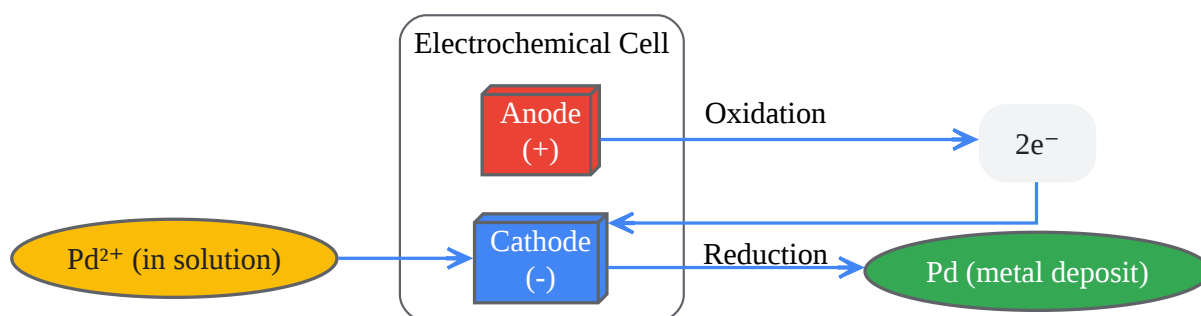 Electrochemical Cell
Anode
(+)
Oxidation
2e⁻
Pd²⁺ (in solution)
Cathode
(-)
Reduction
Pd (metal deposit)